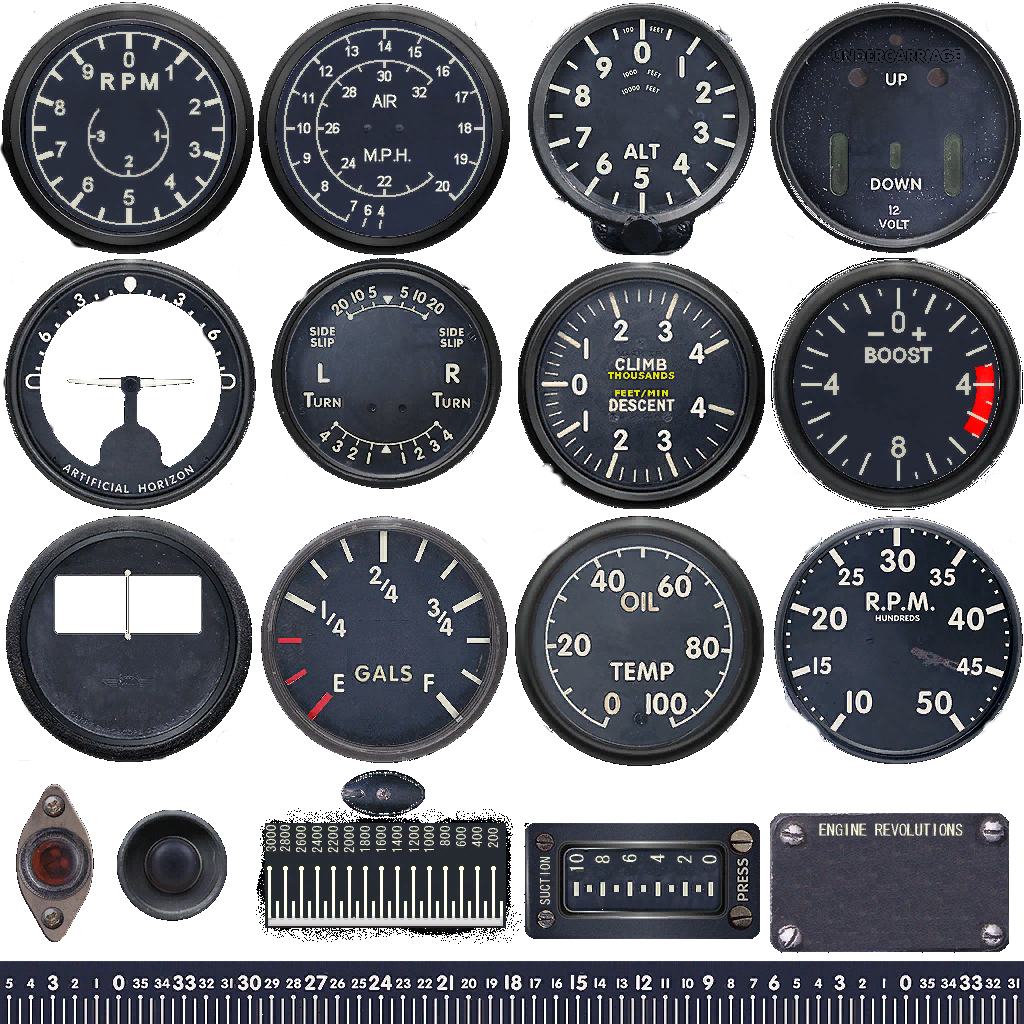 0
9 1
RPM
8 2
3 1
7 3
2
6 4
5
14
13 15
12 30 16
28 32
11 AIR 17
10 26 18
M.P.H.
9 24 19
22
8 20
7 6 4
100 FEET
0
9 1
1000 FEET
10000 FEET
8 2
7 3
ALT
6 4
5
UNDERCARRIAGE
UP
DOWN
12
VOLT
3 3
6 6
ARTIFICIAL HORIZON
20 10 5 5 10 20
SIDE SLIP SIDE SLIP
L R
TURN TURN
4 3 2 1 1 2 3 4
2 3
1 4
CLIMB
THOUSANDS
0
FEET/MIN
DESCENT
1 4
2 3
0
− +
BOOST
4 4
8
2/4
1/4 3/4
GALS
E F
40 60
OIL
20 80
TEMP
0 100
30
25 35
R.P.M.
HUNDREDS
20 40
15 45
10 50
3000 2800 2600 2400 2200 2000 1800 1600 1400 1200 1000 800 600 400 200
SUCTION
10 8 6 4 2 0
PRESS
ENGINE REVOLUTIONS
5 4 3 2 1 0 35 34 33 32 31 30 29 28 27 26 25 24 23 22 21 20 19 18 17 16 15 14 13 12 11 10 9 8 7 6 5 4 3 2 1 0 35 34 33 32 31